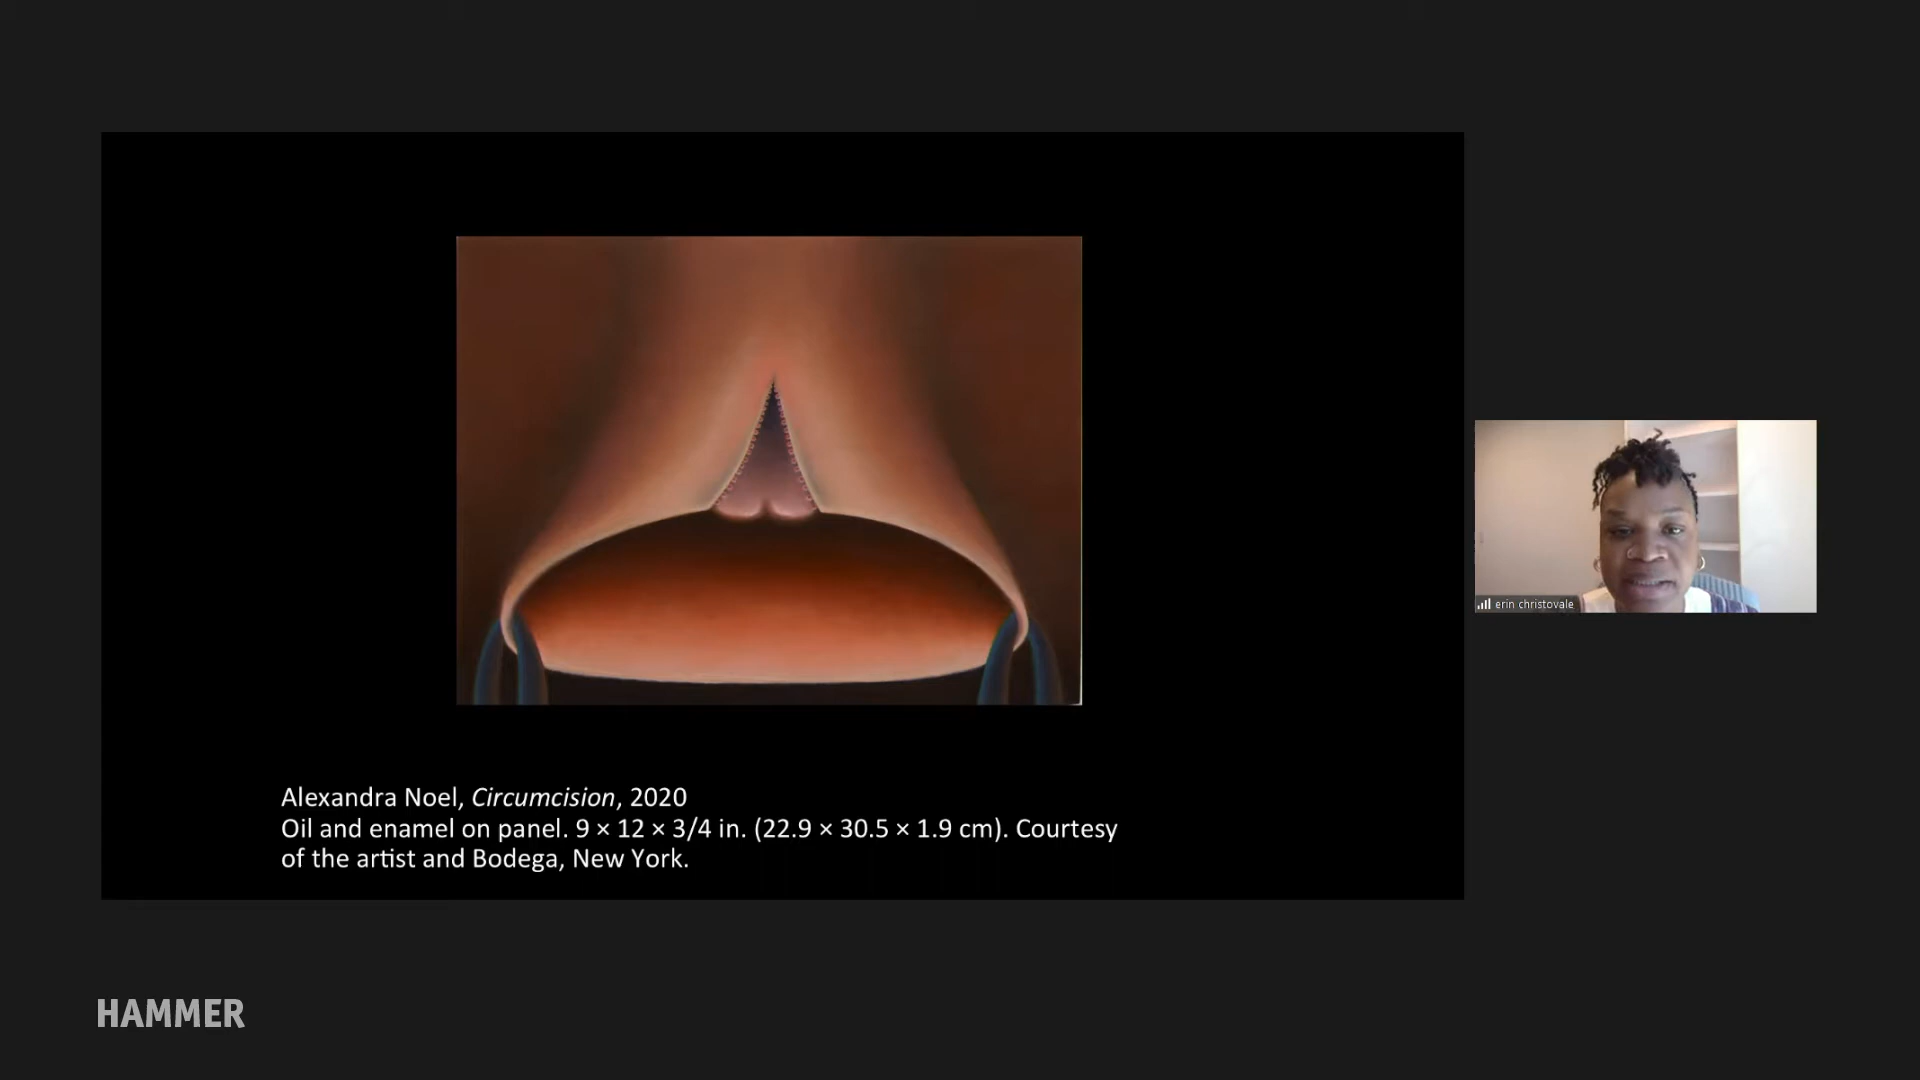 Alexandra Noel, Circumcision, 2020
Oil and enamel on panel. 9 × 12 × 3/4 in. (22.9 × 30.5 × 1.9 cm). Courtesy
of the artist and Bodega, New York.
erin christovale
HAMMER